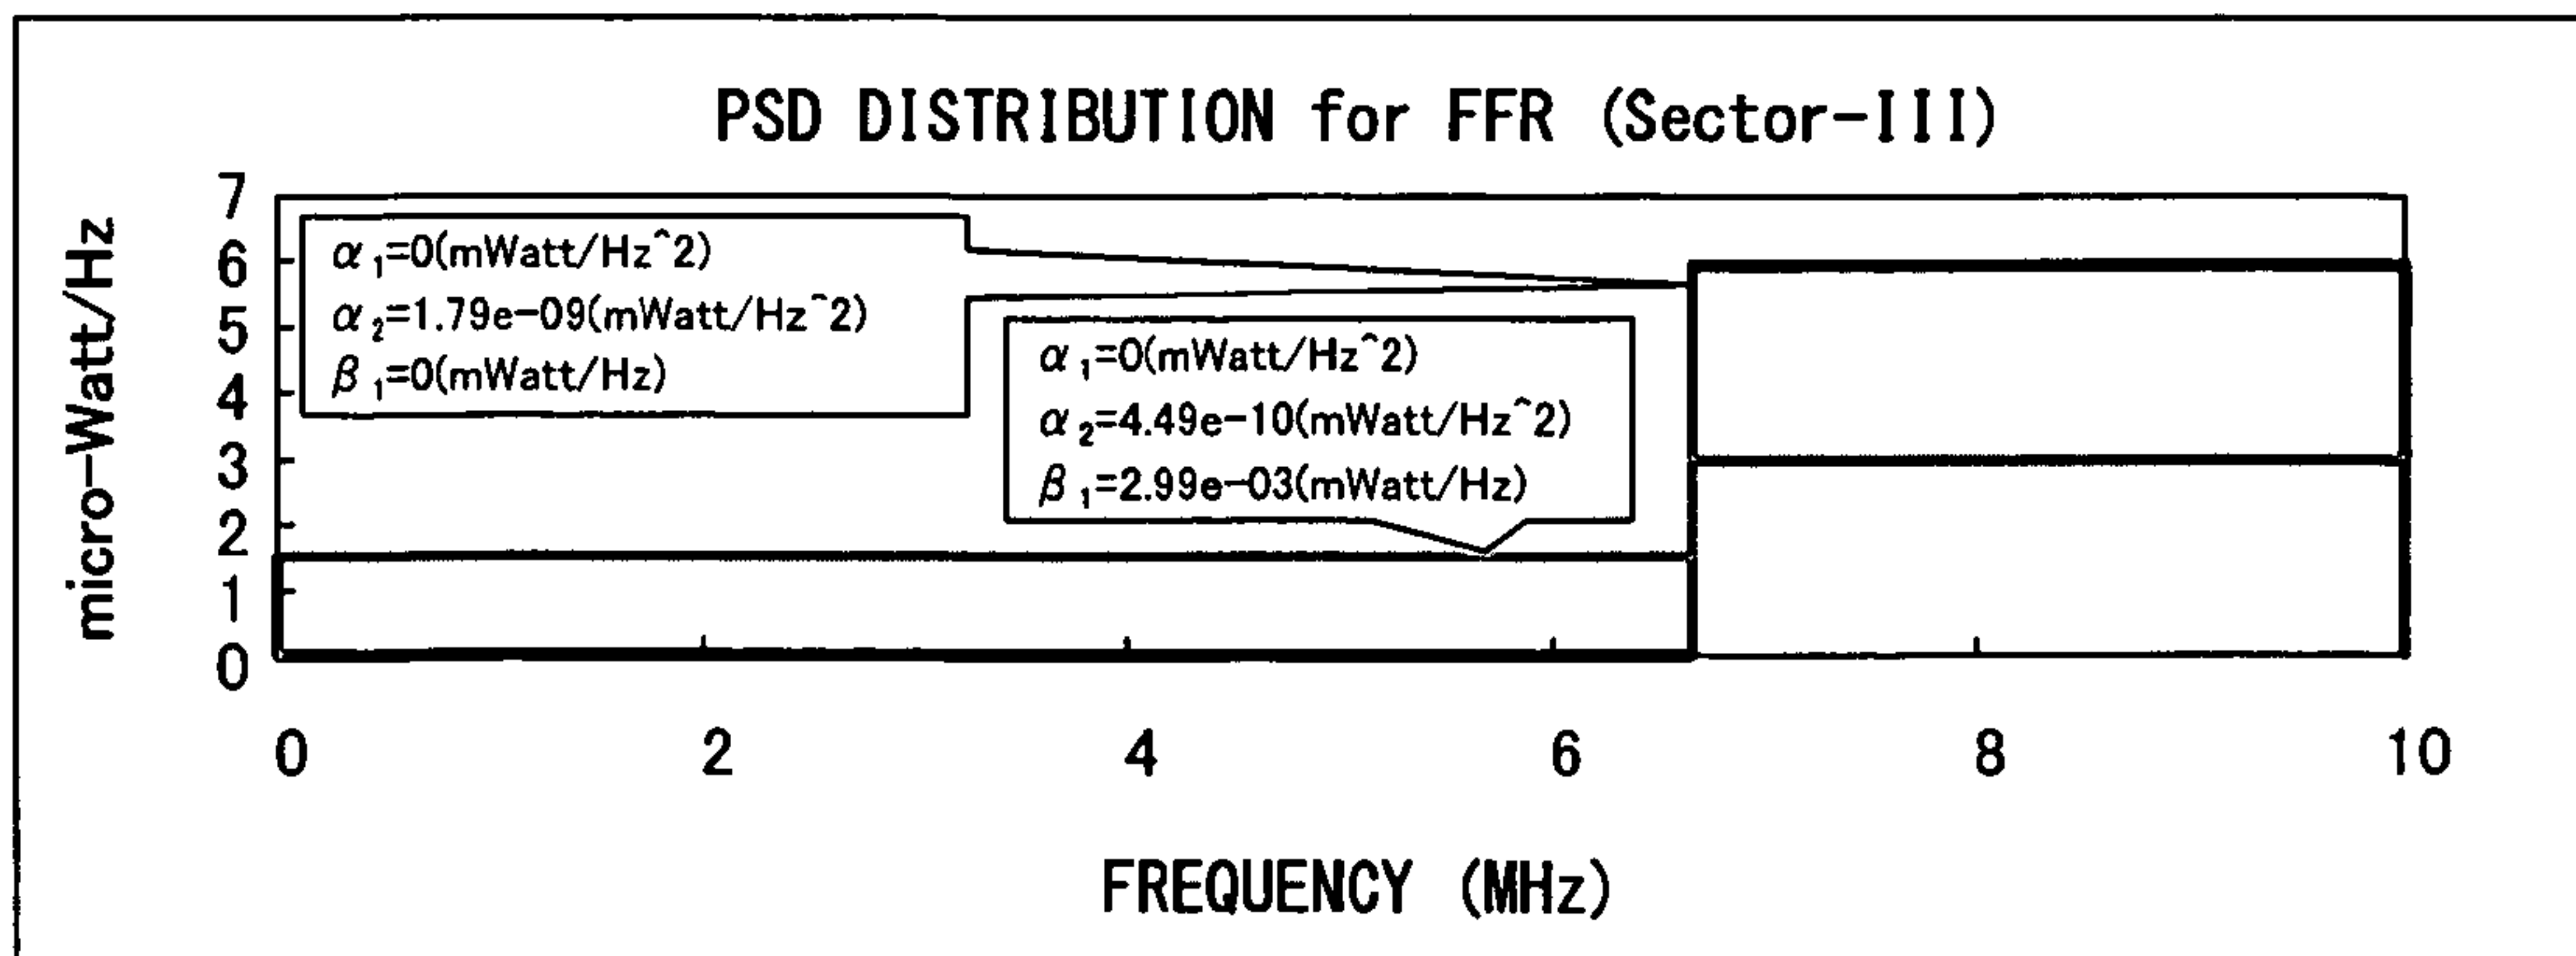 PSD DISTRIBUTION for FFR (Sector-III)
micro-Watt/Hz
7
6
5
4
3
2
1
0
α₁=0(mWatt/Hz^2)
α₂=1.79e-09(mWatt/Hz^2)
β₁=0(mWatt/Hz)
α₁=0(mWatt/Hz^2)
α₂=4.49e-10(mWatt/Hz^2)
β₁=2.99e-03(mWatt/Hz)
0 2 4 6 8 10
FREQUENCY (MHz)